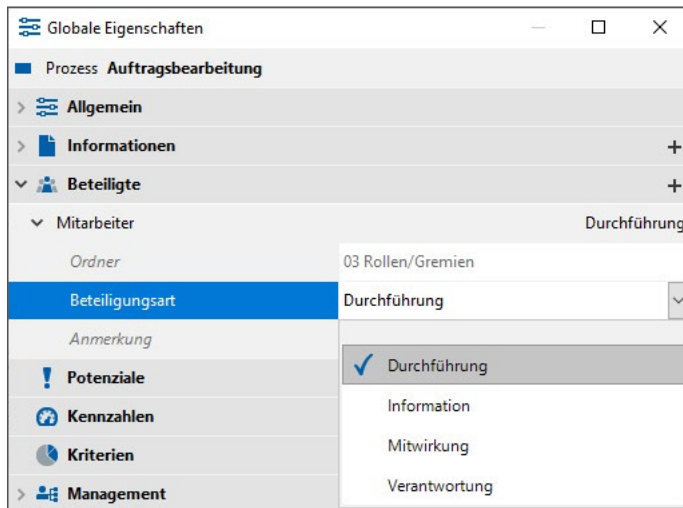 Globale Eigenschaften
Prozess Auftragsbearbeitung
Allgemein
Informationen
Beteiligte
Mitarbeiter Durchführung
Ordner 03 Rollen/Gremien
Beteiligungsart Durchführung
Anmerkung
Durchführung
Potenziale
Information
Kennzahlen
Mitwirkung
Kriterien
Verantwortung
Management